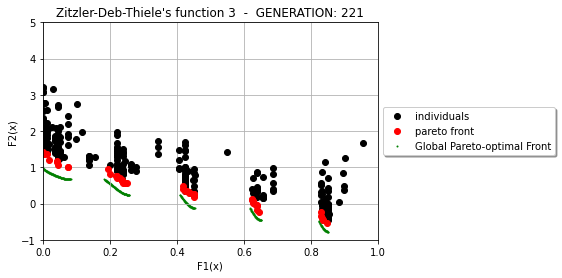 Zitzler-Deb-Thiele's function 3 - GENERATION: 221
5
4
3
2
1
0
−1
F2(x)
0.0 0.2 0.4 0.6 0.8 1.0
F1(x)
individuals
pareto front
Global Pareto-optimal Front